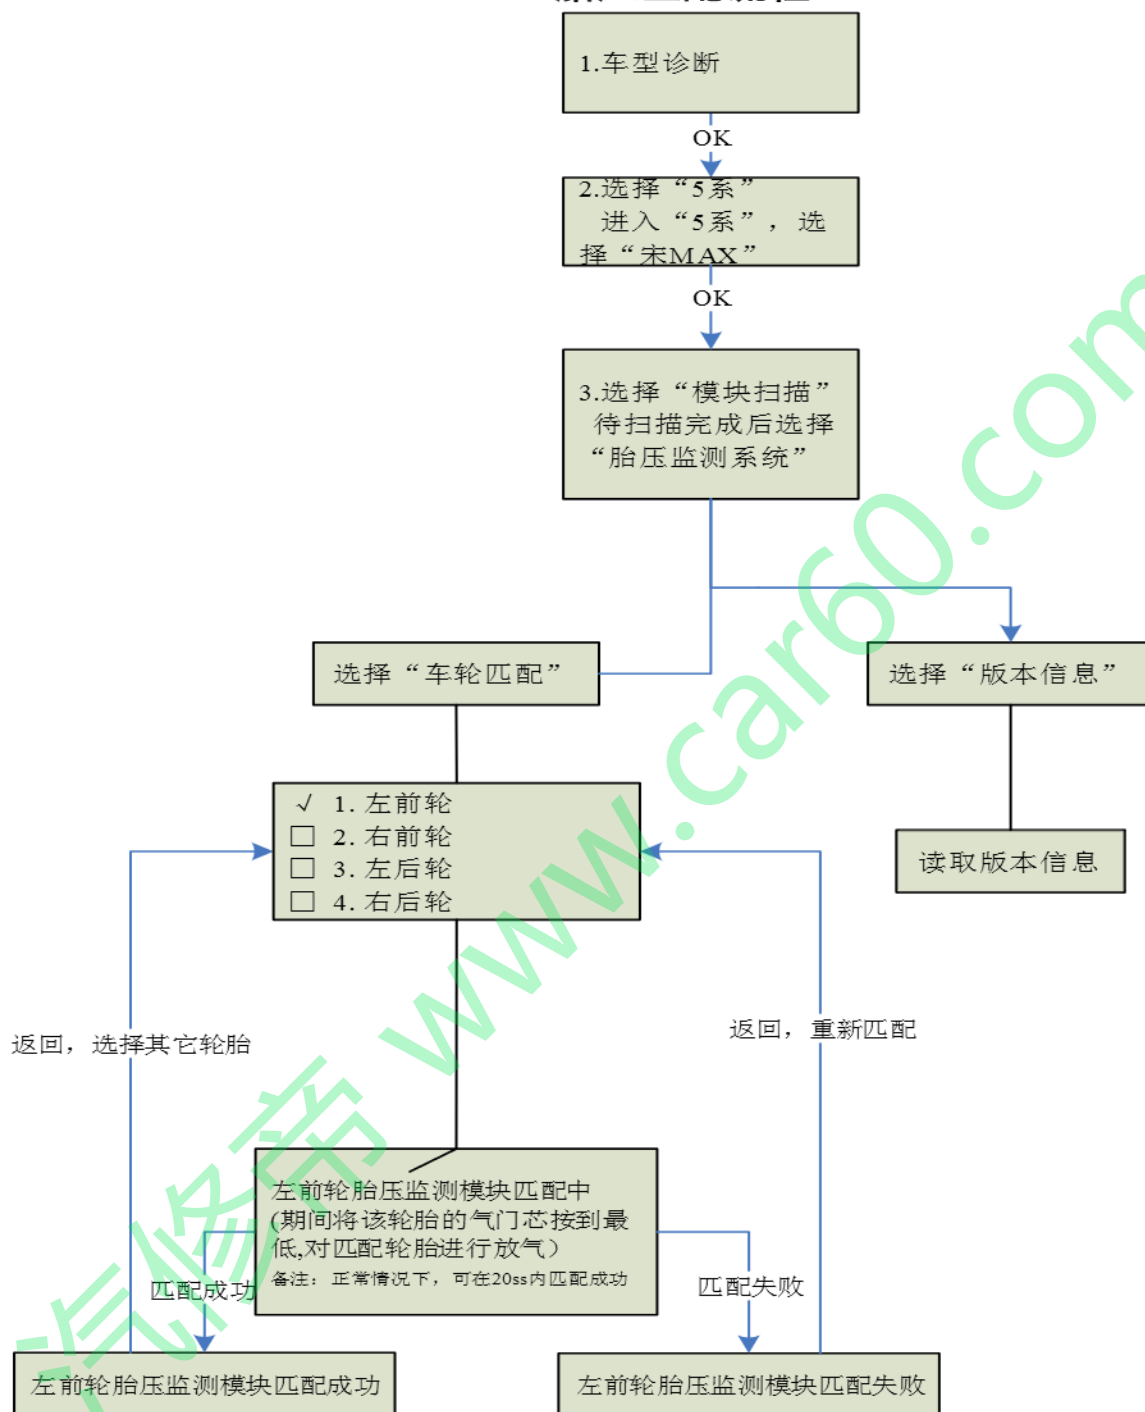 1.车型诊断
OK
2.选择“5系”
进入“5系”，选
择“宋MAX”
OK
3.选择“模块扫描”
待扫描完成后选择
“胎压监测系统”
选择“车轮匹配”
选择“版本信息”
√ 1. 左前轮
□ 2. 右前轮
□ 3. 左后轮
□ 4. 右后轮
读取版本信息
返回，选择其它轮胎
返回，重新匹配
左前轮胎压监测模块匹配中
(期间将该轮胎的气门芯按到最
低,对匹配轮胎进行放气）
备注：正常情况下，可在20ss内匹配成功
匹配成功
匹配失败
左前轮胎压监测模块匹配成功
左前轮胎压监测模块匹配失败
汽修帝 www.car60.com